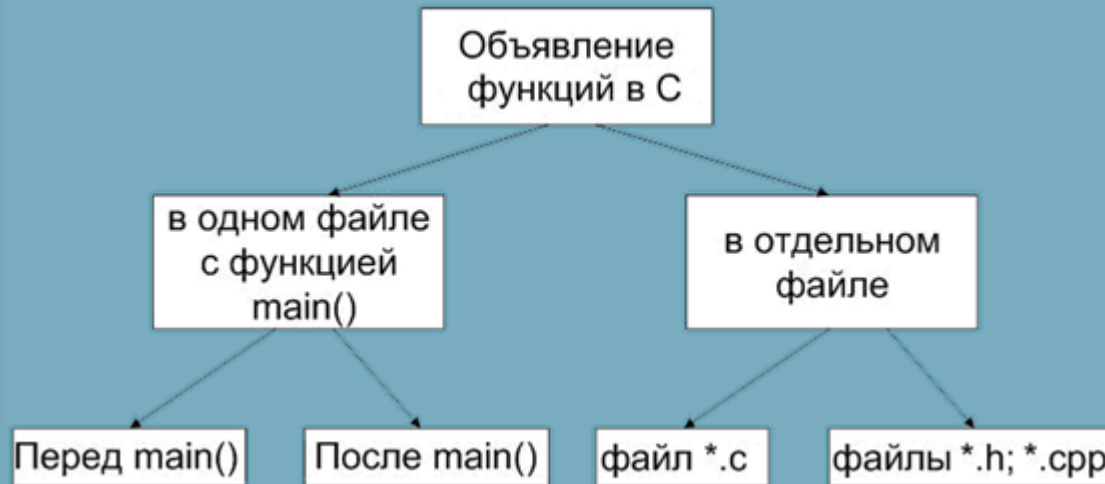 Объявление
функций в С
в одном файле
с функцией
main()
в отдельном
файле
Перед main()
После main()
файл *.c
файлы *.h; *.cpp